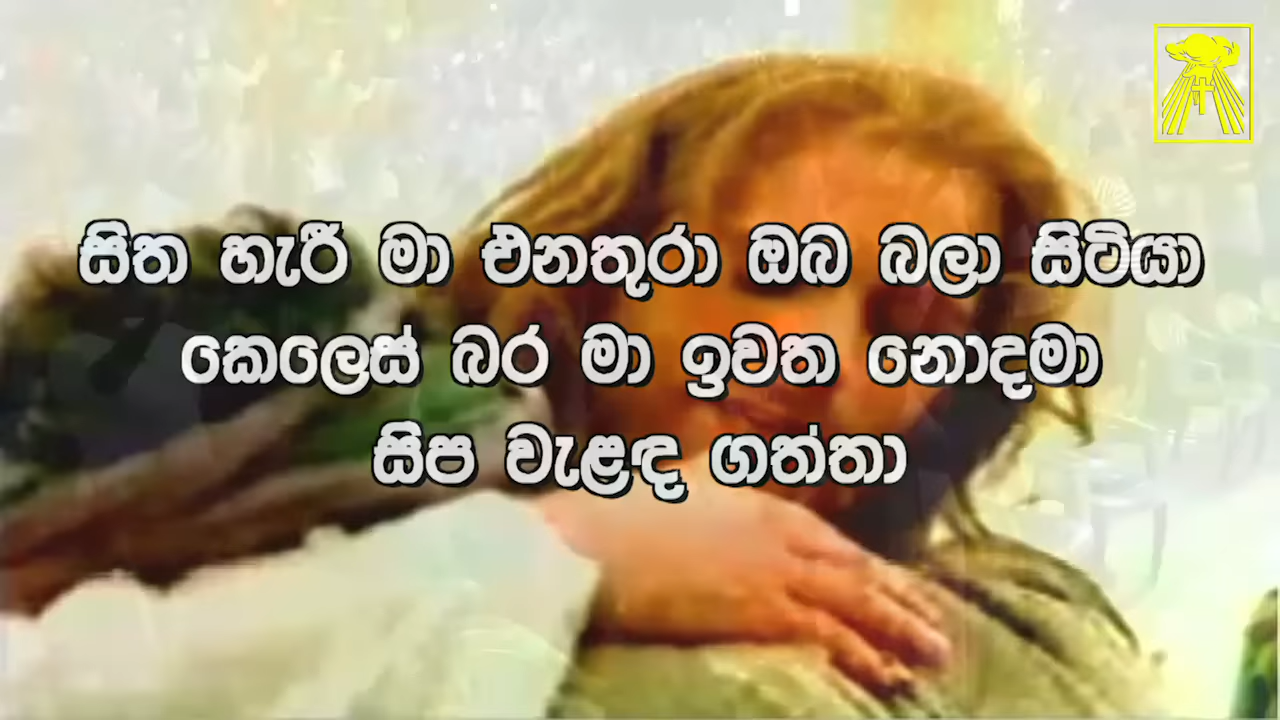 සිත හැරී මා එනතුරා ඔබ බලා සිටියා
කෙලෙස් බර මා ඉවත නොදමා
සිප වැළඳ ගත්තා